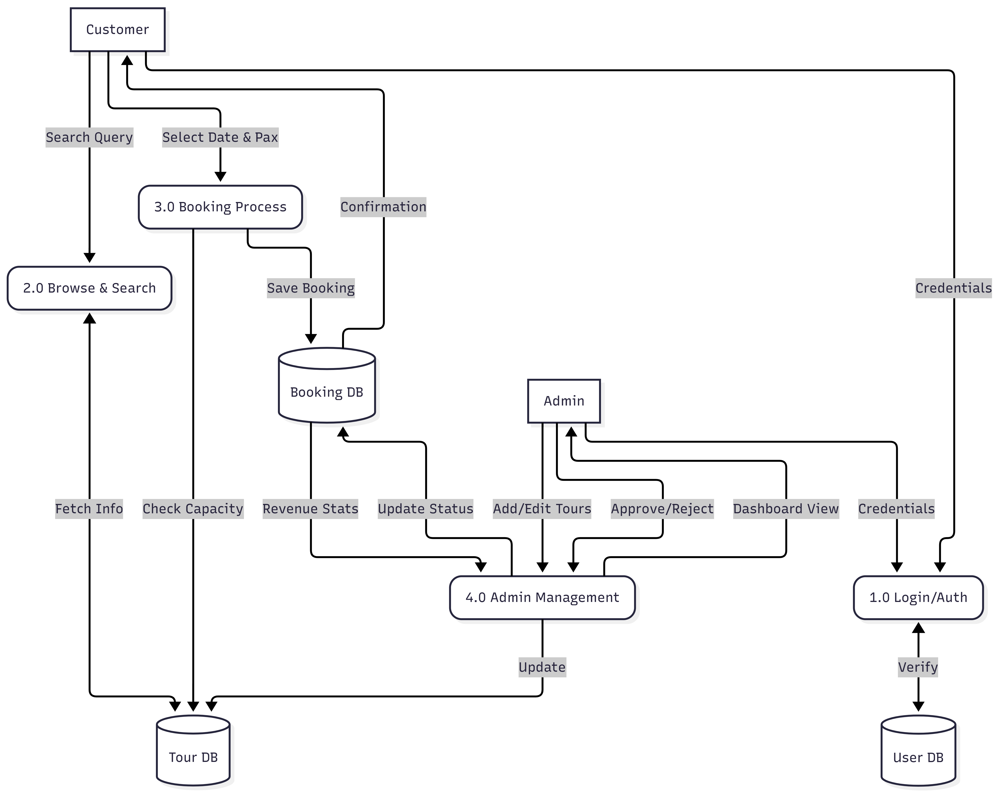 Customer
Search Query
Select Date & Pax
3.0 Booking Process
Confirmation
2.0 Browse & Search
Save Booking
Credentials
Booking DB
Admin
Fetch Info
Check Capacity
Revenue Stats
Update Status
Add/Edit Tours
Approve/Reject
Dashboard View
Credentials
4.0 Admin Management
1.0 Login/Auth
Update
Verify
Tour DB
User DB